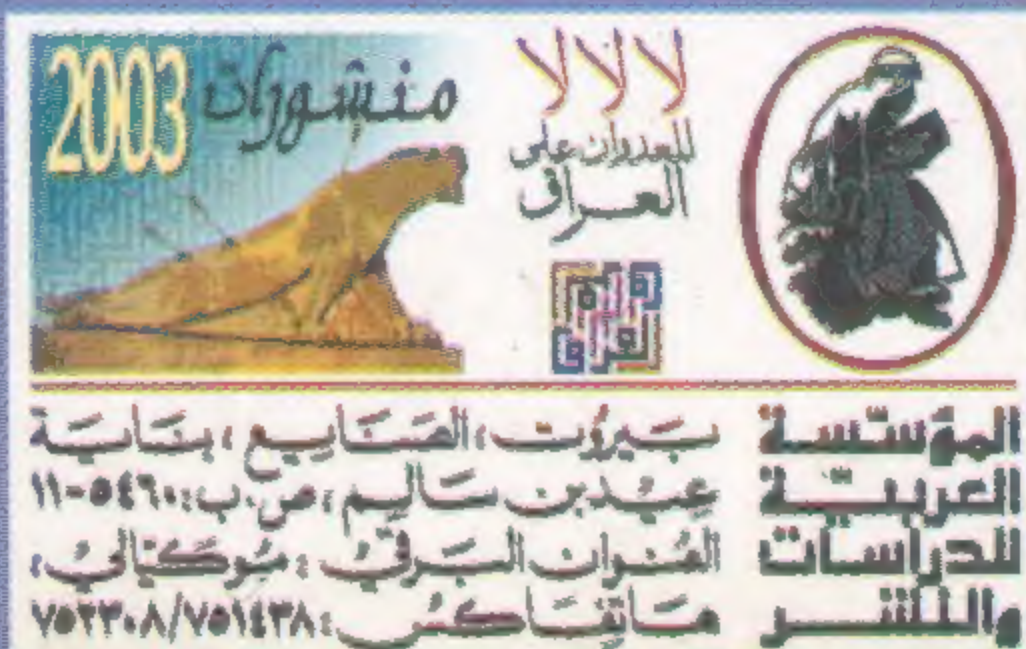 منشورات
2003
لا لا لا
للعدوان على
العراق
المؤسسة
العربية
للدراسات
والنشر
بيروت، الصنايع، بناية
عيد بن سالم، ص.ب: ٥٤٦٠-١١
العنوان البرقي: موكيالي،
هاتفاكس: ٧٥١٤٣٨/٧٥٢٣٠٨